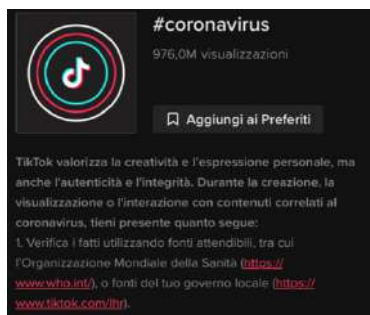 #coronavirus
976,0M visualizzazioni
Aggiungi ai Preferiti
TikTok valorizza la creatività e l'espressione personale, ma
anche l'autenticità e l'integrità. Durante la creazione, la
visualizzazione o l'interazione con contenuti correlati al
coronavirus, tieni presente quanto segue:
1. Verifica i fatti utilizzando fonti attendibili, tra cui
l'Organizzazione Mondiale della Sanità (https://
www.who.int/), o fonti del tuo governo locale (https://
www.tiktok.com/lhr).